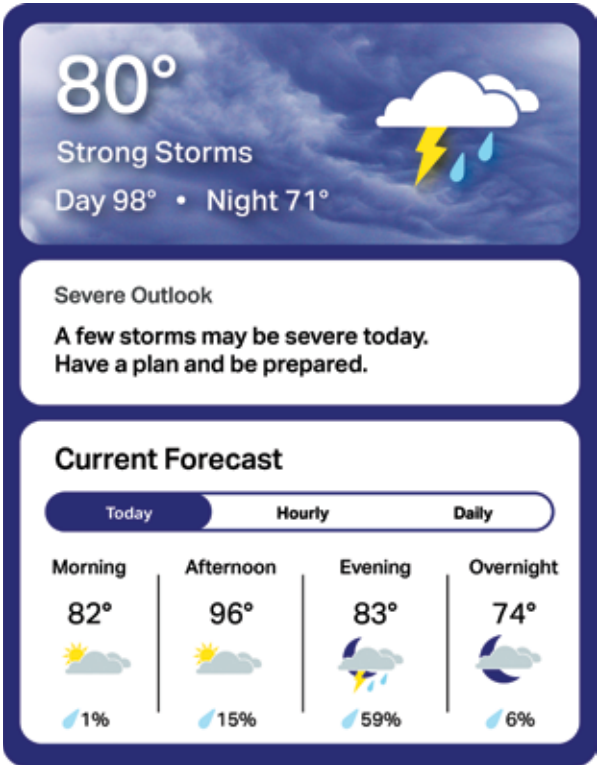 80°
Strong Storms
Day 98° • Night 71°
Severe Outlook
A few storms may be severe today.
Have a plan and be prepared.
Current Forecast
Today Hourly Daily
Morning Afternoon Evening Overnight
82° 96° 83° 74°
1% 15% 59% 6%